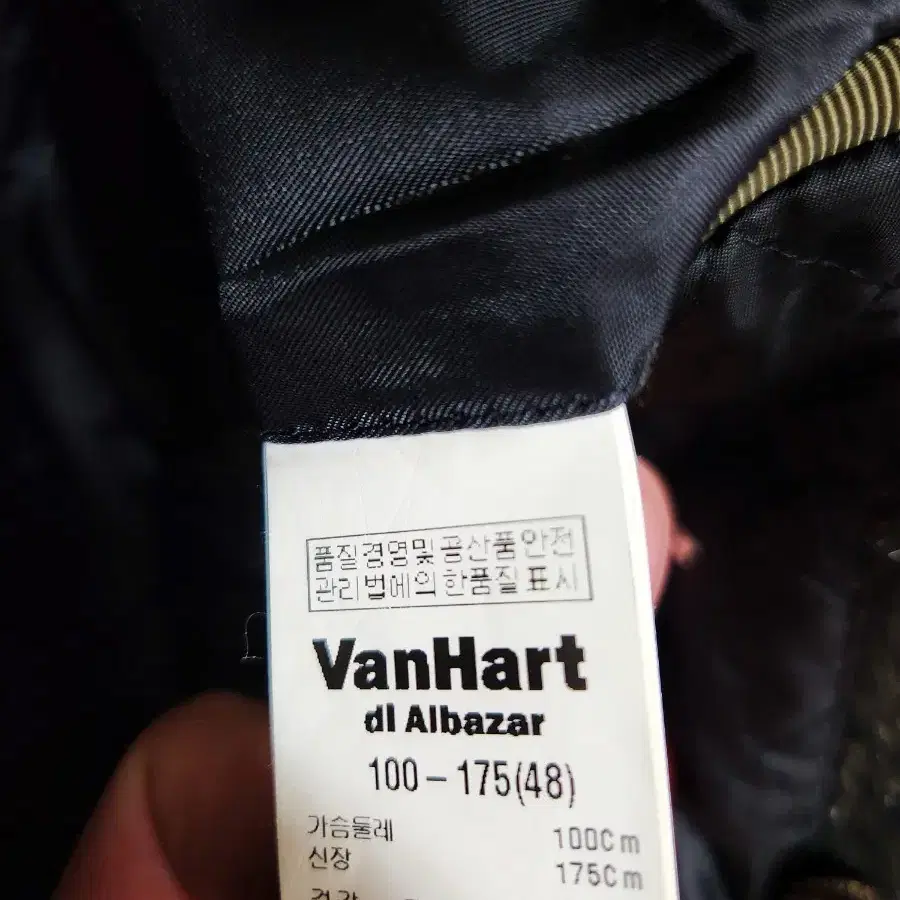 품질경영및공산품안전
관리법에의한품질표시
VanHart
dI Albazar
100-175(48)
가슴둘레 100Cm
신장 175Cm